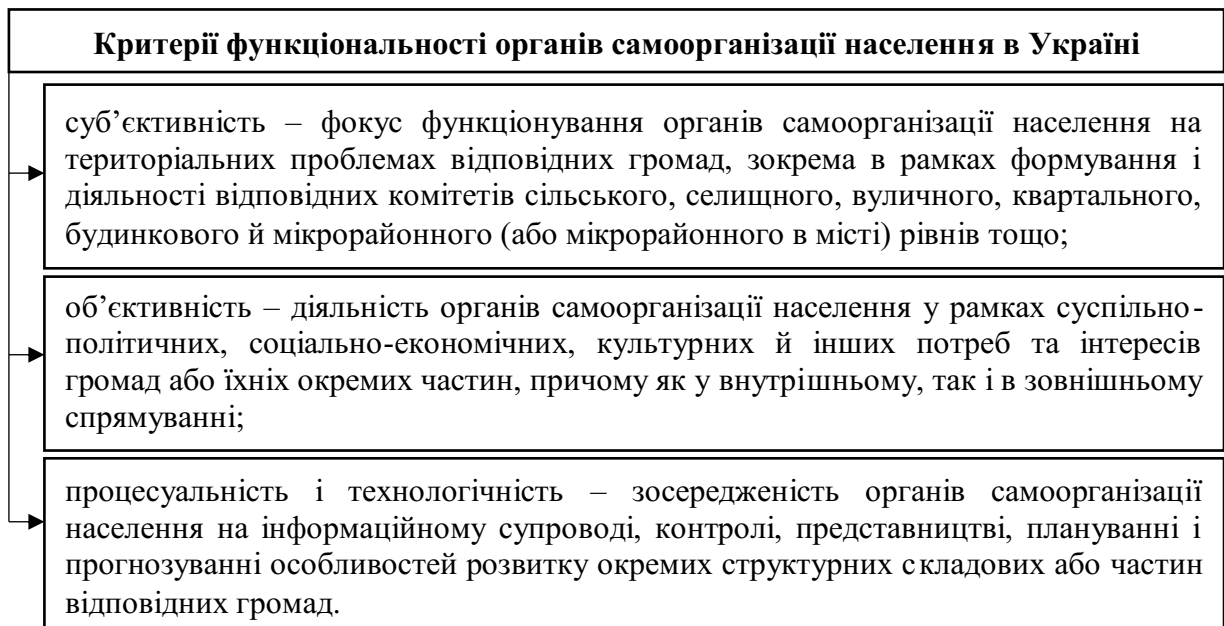 Критерії функціональності органів самоорганізації населення в Україні
суб’єктивність – фокус функціонування органів самоорганізації населення на
територіальних проблемах відповідних громад, зокрема в рамках формування і
діяльності відповідних комітетів сільського, селищного, вуличного, квартального,
будинкового й мікрорайонного (або мікрорайонного в місті) рівнів тощо;
об’єктивність – діяльність органів самоорганізації населення у рамках суспільно-
політичних, соціально-економічних, культурних й інших потреб та інтересів
громад або їхніх окремих частин, причому як у внутрішньому, так і в зовнішньому
спрямуванні;
процесуальність і технологічність – зосередженість органів самоорганізації
населення на інформаційному супроводі, контролі, представництві, плануванні і
прогнозуванні особливостей розвитку окремих структурних складових або частин
відповідних громад.